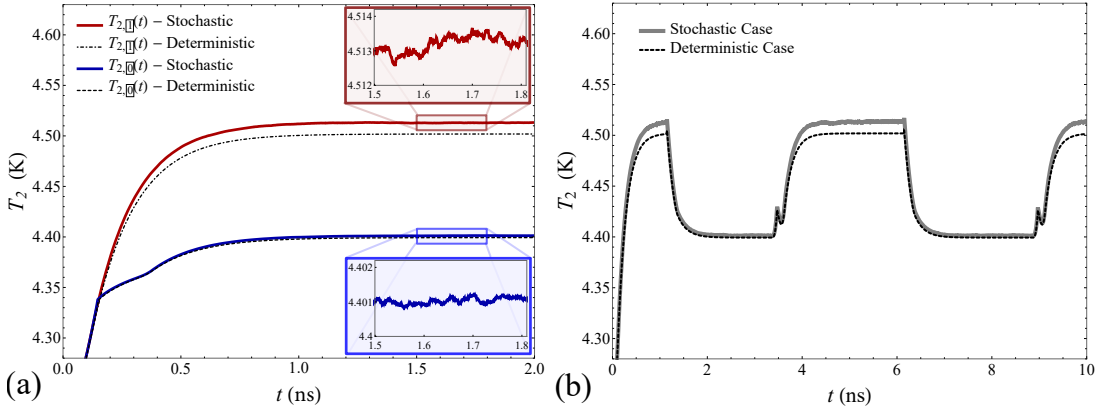 T2,1(t) – Stochastic
T2,1(t) – Deterministic
T2,0(t) – Stochastic
T2,0(t) – Deterministic
4.60
4.55
4.50
4.45
4.40
4.35
4.30
T2 (K)
0.0 0.5 1.0 1.5 2.0
t (ns)
(a)
4.514
4.513
4.512
1.5 1.6 1.7 1.8
4.402
4.401
4.4
1.5 1.6 1.7 1.8
Stochastic Case
Deterministic Case
4.60
4.55
4.50
4.45
4.40
4.35
4.30
T2 (K)
0 2 4 6 8 10
t (ns)
(b)